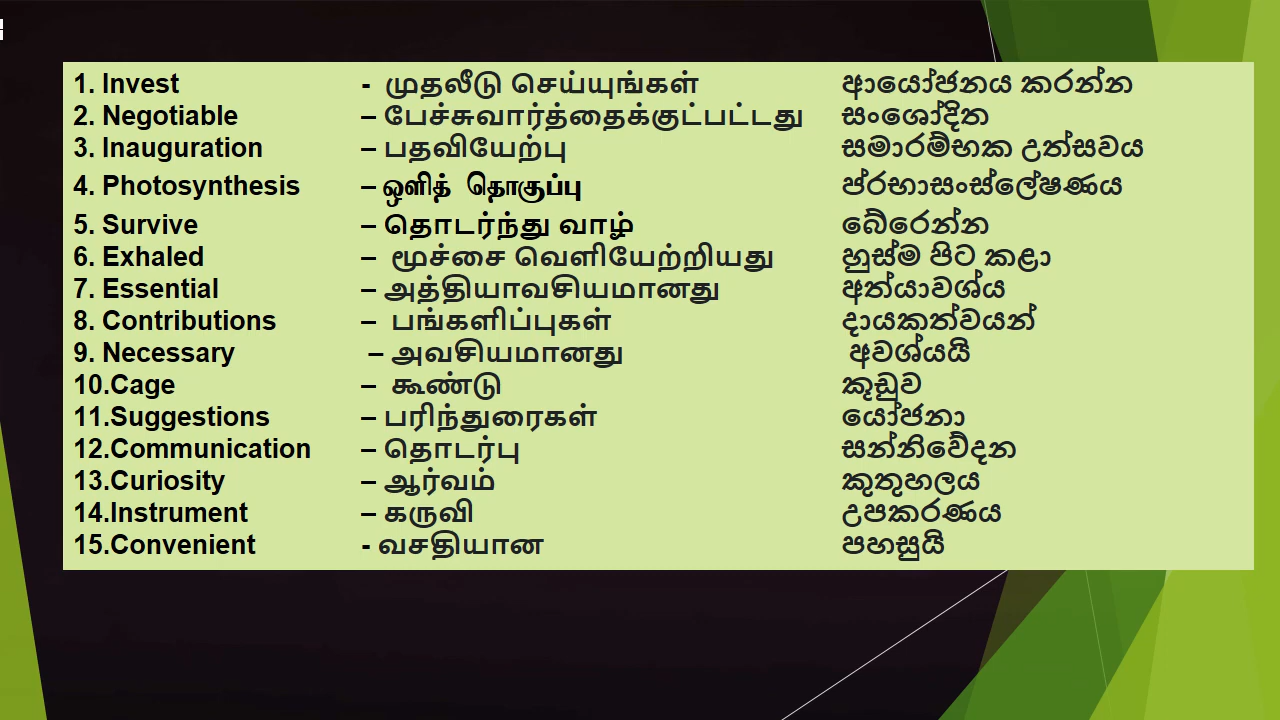 1. Invest - முதலீடு செய்யுங்கள் ආයෝජනය කරන්න
2. Negotiable – பேச்சுவார்த்தைக்குட்பட்டது සංශෝදිත
3. Inauguration – பதவியேற்பு සමාරම්භක උත්සවය
4. Photosynthesis – ஒளித் தொகுப்பு ප්රභාසංස්ලේෂණය
5. Survive – தொடர்ந்து வாழ் බේරෙන්න
6. Exhaled – மூச்சை வெளியேற்றியது හුස්ම පිට කළා
7. Essential – அத்தியாவசியமானது අත්යාවශ්ය
8. Contributions – பங்களிப்புகள் දායකත්වයන්
9. Necessary – அவசியமானது අවශ්යයි
10.Cage – கூண்டு කූඩුව
11.Suggestions – பரிந்துரைகள் යෝජනා
12.Communication – தொடர்பு සන්නිවේදන
13.Curiosity – ஆர்வம் කුතුහලය
14.Instrument – கருவி උපකරණය
15.Convenient - வசதியான පහසුයි